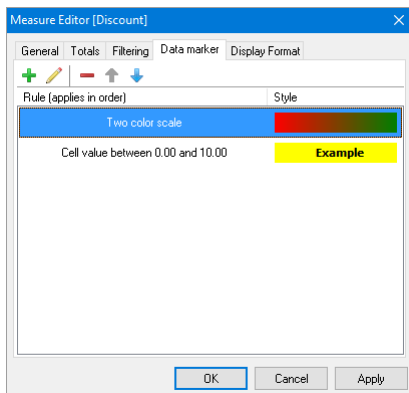 Measure Editor [Discount]
General Totals Filtering Data marker Display Format
Rule (applies in order) Style
Two color scale
Cell value between 0.00 and 10.00 Example
OK Cancel Apply